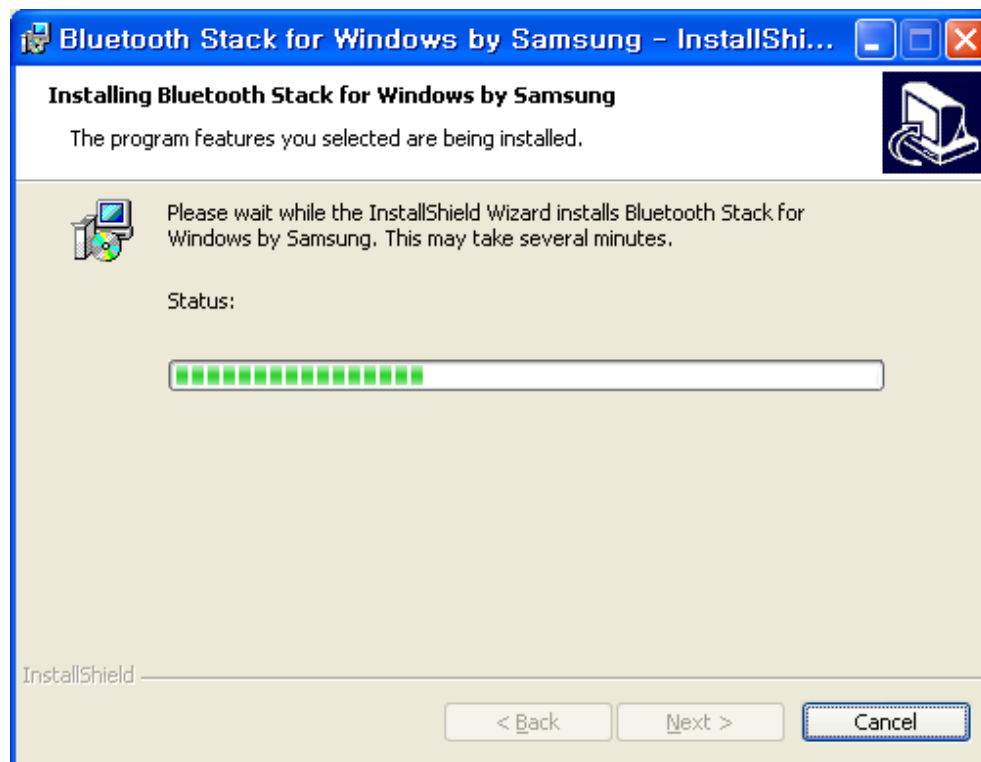 Bluetooth Stack for Windows by Samsung - InstallShi...
Installing Bluetooth Stack for Windows by Samsung
The program features you selected are being installed.
Please wait while the InstallShield Wizard installs Bluetooth Stack for
Windows by Samsung. This may take several minutes.
Status:
InstallShield
< Back
Next >
Cancel